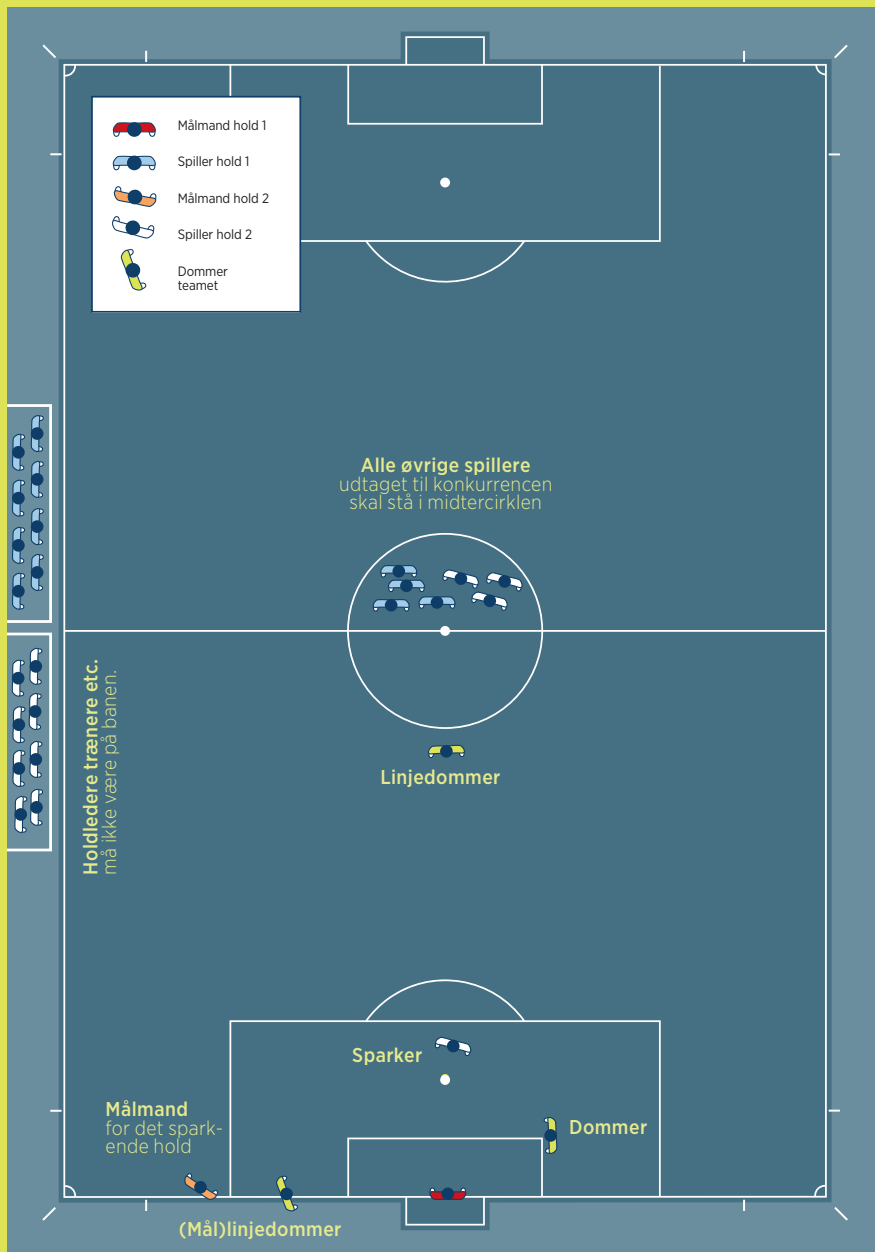 Målmand hold 1
Spiller hold 1
Målmand hold 2
Spiller hold 2
Dommer
teamet
Alle øvrige spillere
udtaget til konkurrencen
skal stå i midtercirklen
Holdledere trænere etc.
må ikke være på banen.
Linjedommer
Sparker
Målmand
for det spark-
ende hold
Dommer
(Mål)linjedommer